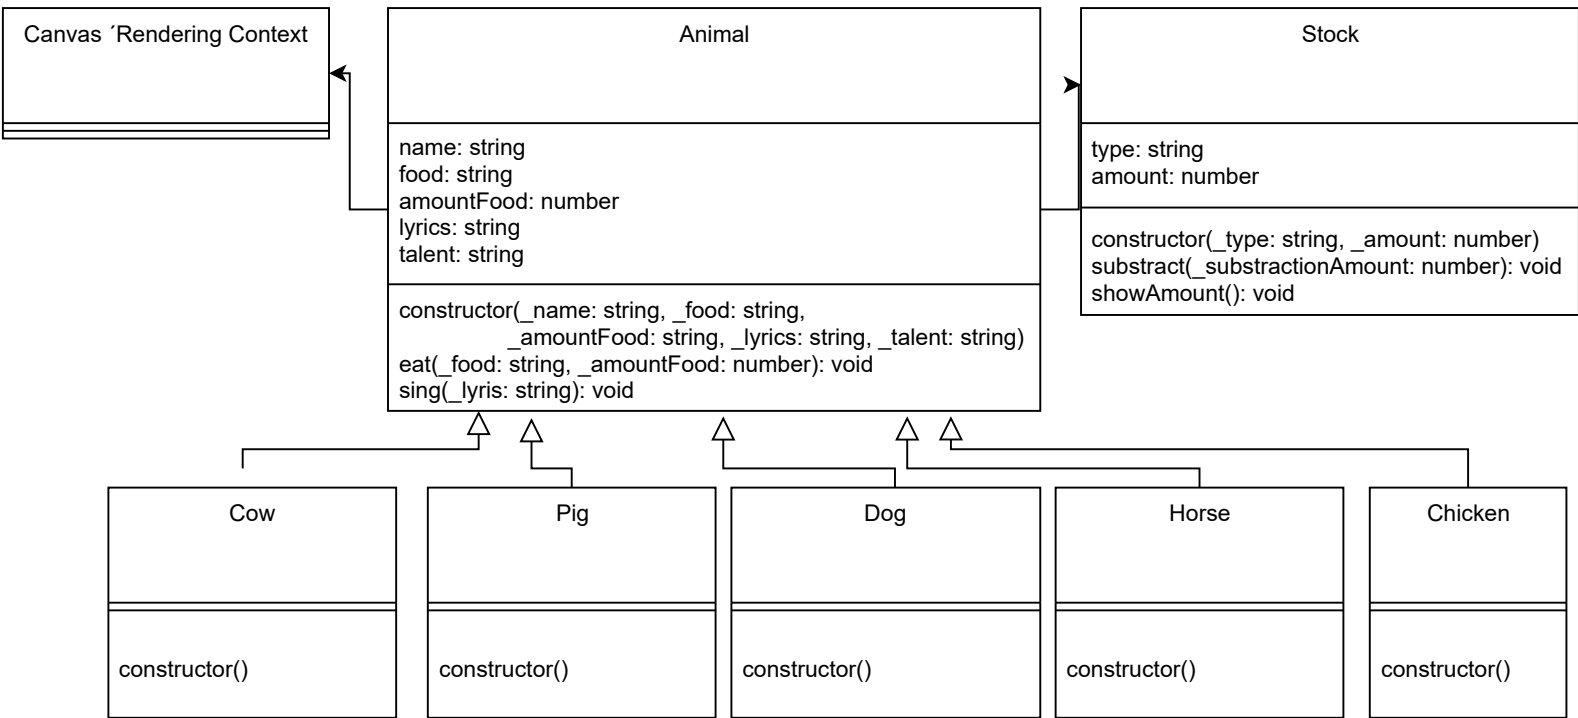 Canvas ´Rendering Context
Animal
name: string
food: string
amountFood: number
lyrics: string
talent: string
constructor(_name: string, _food: string,
_amountFood: string, _lyrics: string, _talent: string)
eat(_food: string, _amountFood: number): void
sing(_lyris: string): void
Stock
type: string
amount: number
constructor(_type: string, _amount: number)
substract(_substractionAmount: number): void
showAmount(): void
Cow
constructor()
Pig
constructor()
Dog
constructor()
Horse
constructor()
Chicken
constructor()